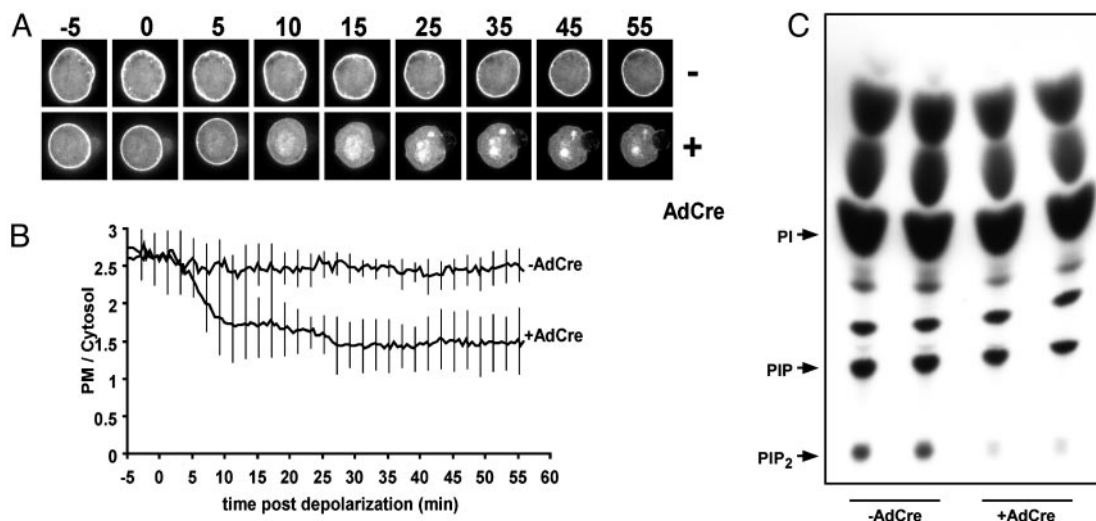 A
-5 0 5 10 15 25 35 45 55
-
+
AdCre
B
3
2.5
2
1.5
1
0.5
0
PM / Cytosol
-AdCre
+AdCre
-5 0 5 10 15 20 25 30 35 40 45 50 55 60
time post depolarization (min)
C
PI
PIP
PIP₂
-AdCre +AdCre